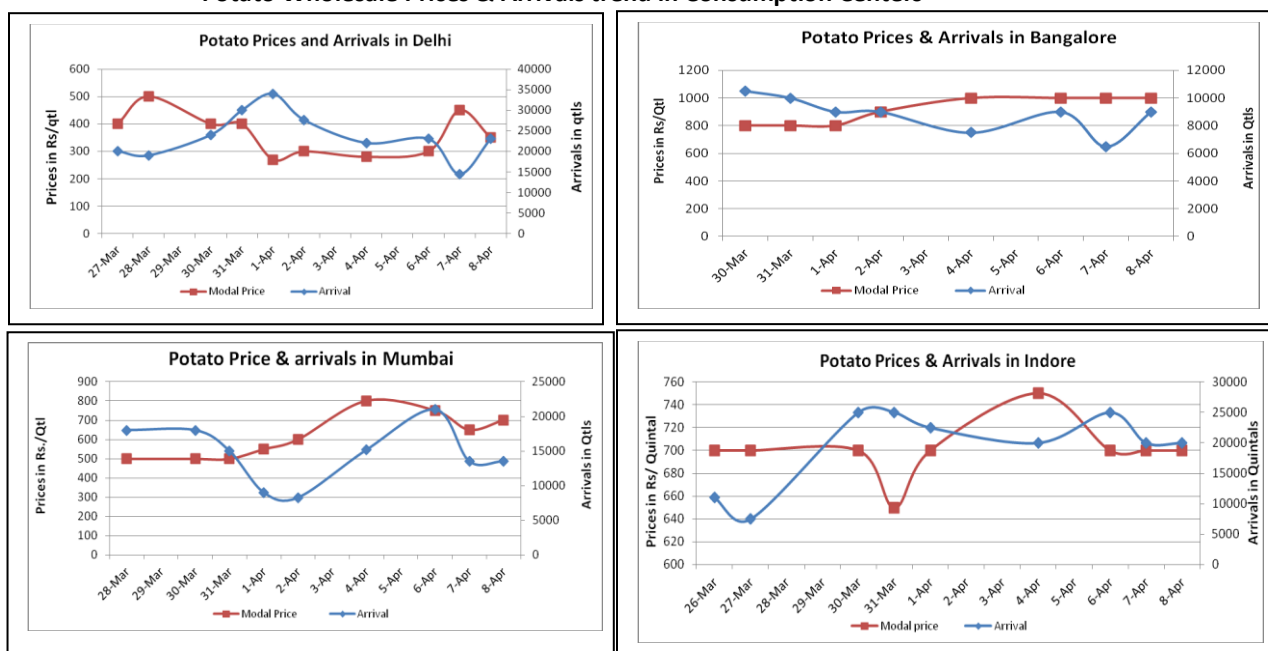 Potato Wholesale Prices & Arrivals trend in Consumption Centers
Potato Prices and Arrivals in Delhi
Prices in Rs/qtl
600
500
400
300
200
100
0
40000
35000
30000
25000
20000
15000
10000
5000
0
Arrivals in qtls
27-Mar
28-Mar
29-Mar
30-Mar
31-Mar
1-Apr
2-Apr
3-Apr
4-Apr
5-Apr
6-Apr
7-Apr
8-Apr
Modal Price
Arrival
Potato Prices & Arrivals in Bangalore
Prices in Rs/Qtl
1200
1000
800
600
400
200
0
12000
10000
8000
6000
4000
2000
0
Arrivals in Qtls
30-Mar
31-Mar
1-Apr
2-Apr
3-Apr
4-Apr
5-Apr
6-Apr
7-Apr
8-Apr
Modal Price
Arrival
Potato Price & arrivals in Mumbai
Prices in Rs./Qtl
900
800
700
600
500
400
300
200
100
0
25000
20000
15000
10000
5000
0
Arrivals in Qtls
28-Mar
29-Mar
30-Mar
31-Mar
1-Apr
2-Apr
3-Apr
4-Apr
5-Apr
6-Apr
7-Apr
8-Apr
Modal Price
Arrival
Potato Prices & Arrivals in Indore
Prices in Rs/ Quintal
760
740
720
700
680
660
640
620
600
30000
25000
20000
15000
10000
5000
0
Arrivals in Quintals
26-Mar
27-Mar
28-Mar
29-Mar
30-Mar
31-Mar
1-Apr
2-Apr
3-Apr
4-Apr
5-Apr
6-Apr
7-Apr
8-Apr
Modal price
Arrival